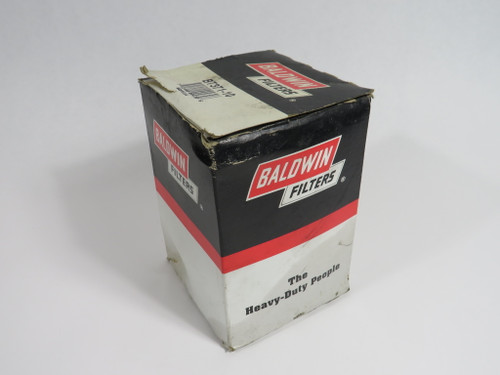 BALDWIN
FILTERS
BALDWIN
FILTERS
BALDWIN
FILTERS
The
Heavy-Duty People